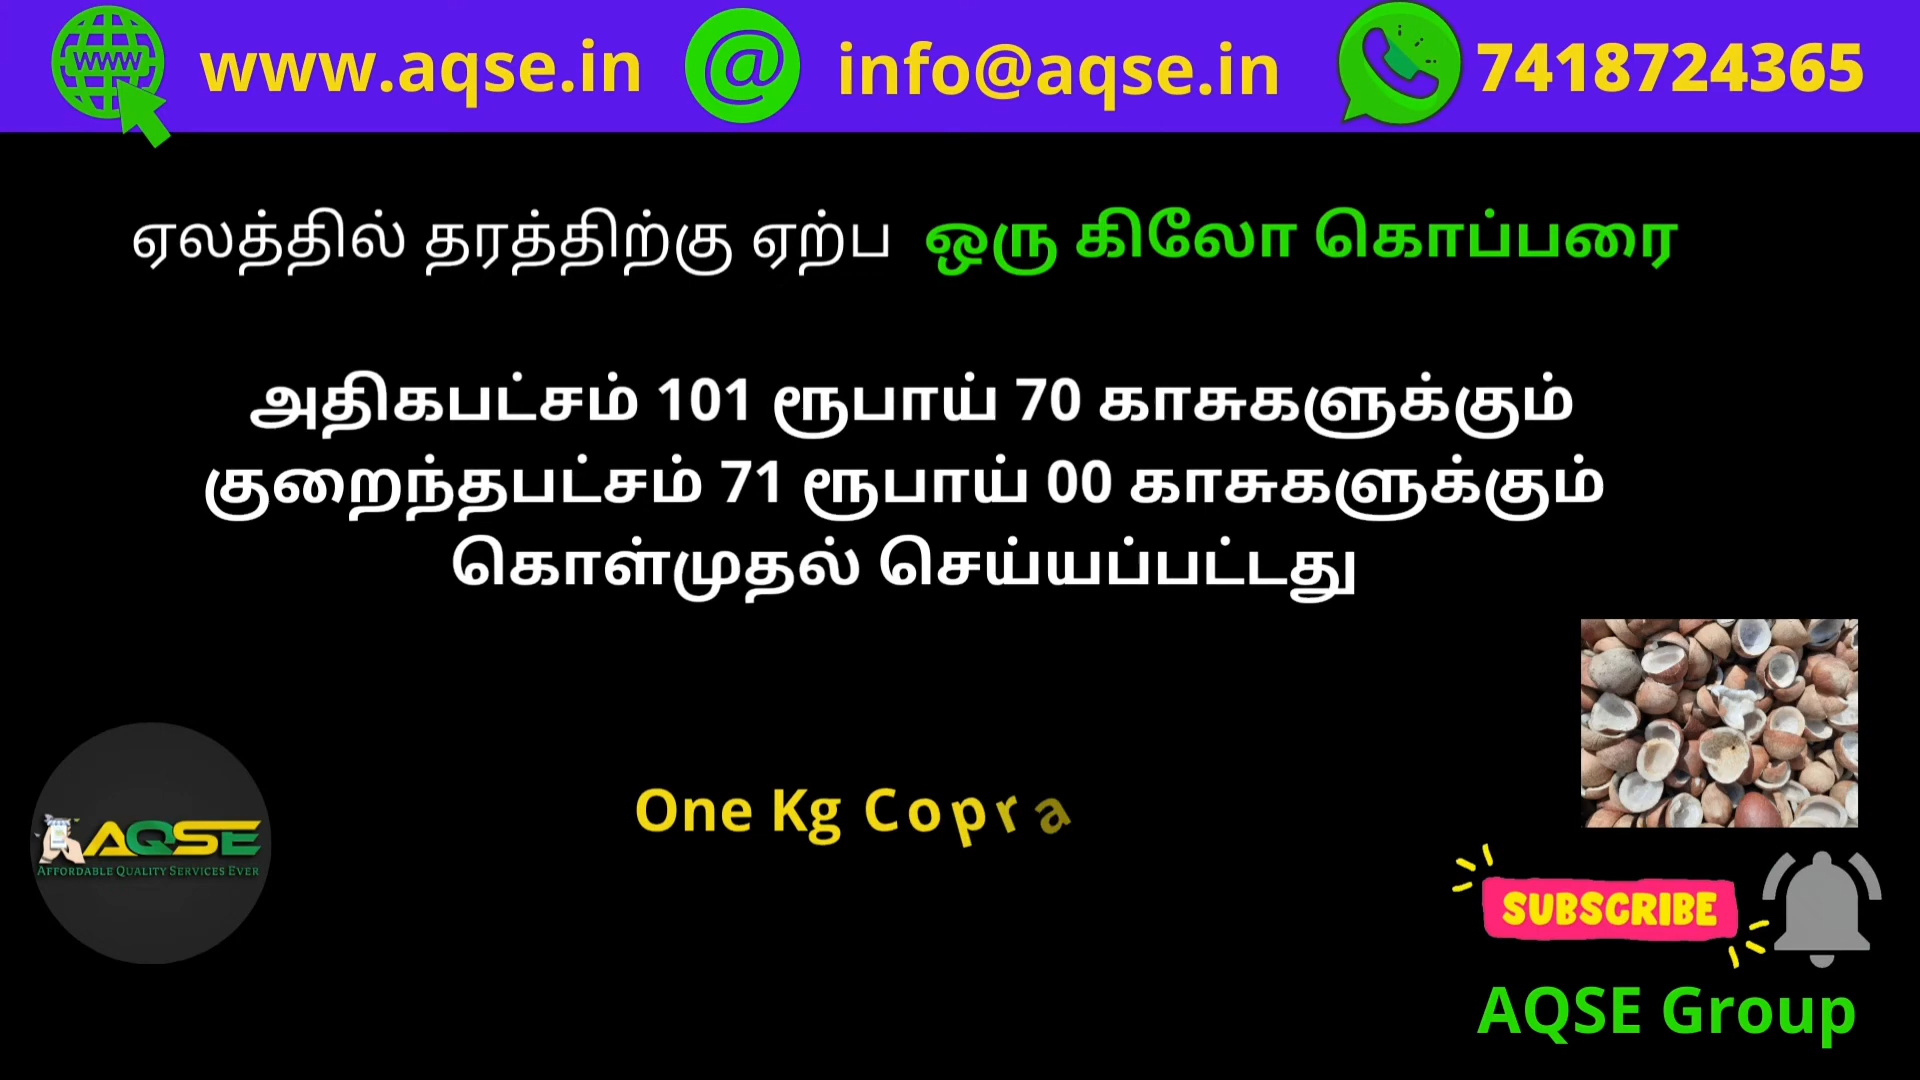 www
www.aqse.in
@
info@aqse.in
7418724365
ஏலத்தில் தரத்திற்கு ஏற்ப ஒரு கிலோ கொப்பரை
அதிகபட்சம் 101 ரூபாய் 70 காசுகளுக்கும்
குறைந்தபட்சம் 71 ரூபாய் 00 காசுகளுக்கும்
கொள்முதல் செய்யப்பட்டது
One Kg Copra
AQSE
AFFORDABLE QUALITY SERVICES EVER
SUBSCRIBE
AQSE Group